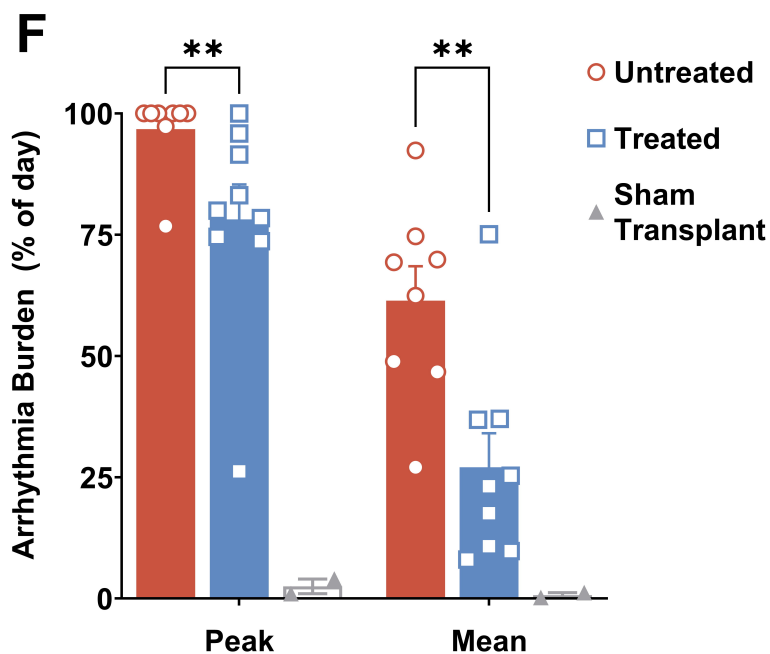 F
** **
Untreated
Treated
Sham
Transplant
Arrhythmia Burden (% of day)
100
75
50
25
0
Peak Mean